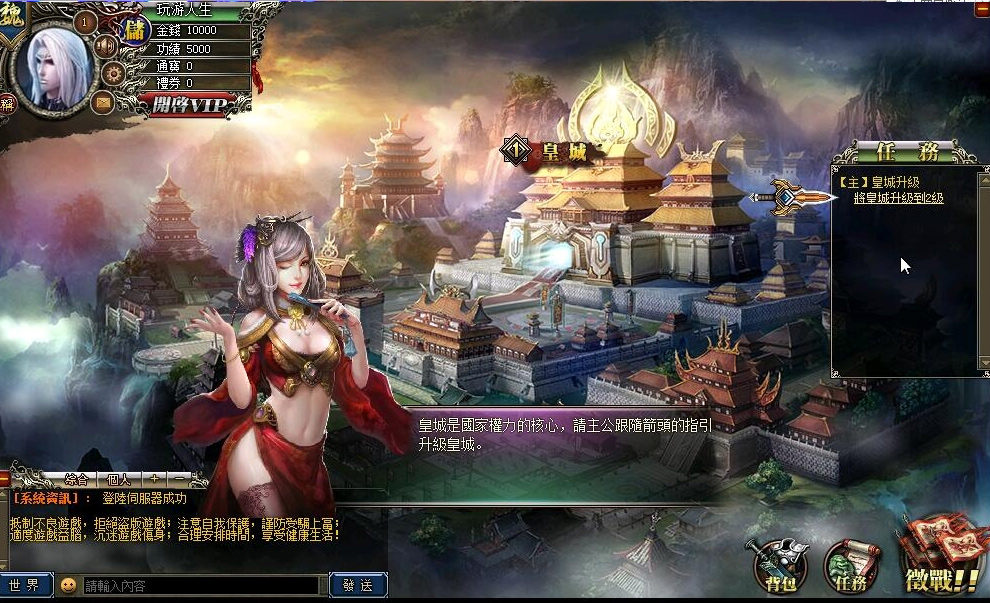 魏
玩游人生
1
儲
金錢 10000
功績 5000
通寶 0
禮券 0
稱
開啓VIP
皇城
任務
【主】皇城升級
將皇城升級到2級
皇城是國家權力的核心，請主公跟隨箭頭的指引
升級皇城。
綜合 個人 + -
【系统資訊】： 登陸伺服器成功
抵制不良遊戲，拒絕盜版遊戲；注意自我保護，謹防受騙上當；
適度遊戲益腦，沉迷遊戲傷身；合理安排時間，享受健康生活！
世界
請輸入內容
發送
背包
任務
徵戰!!